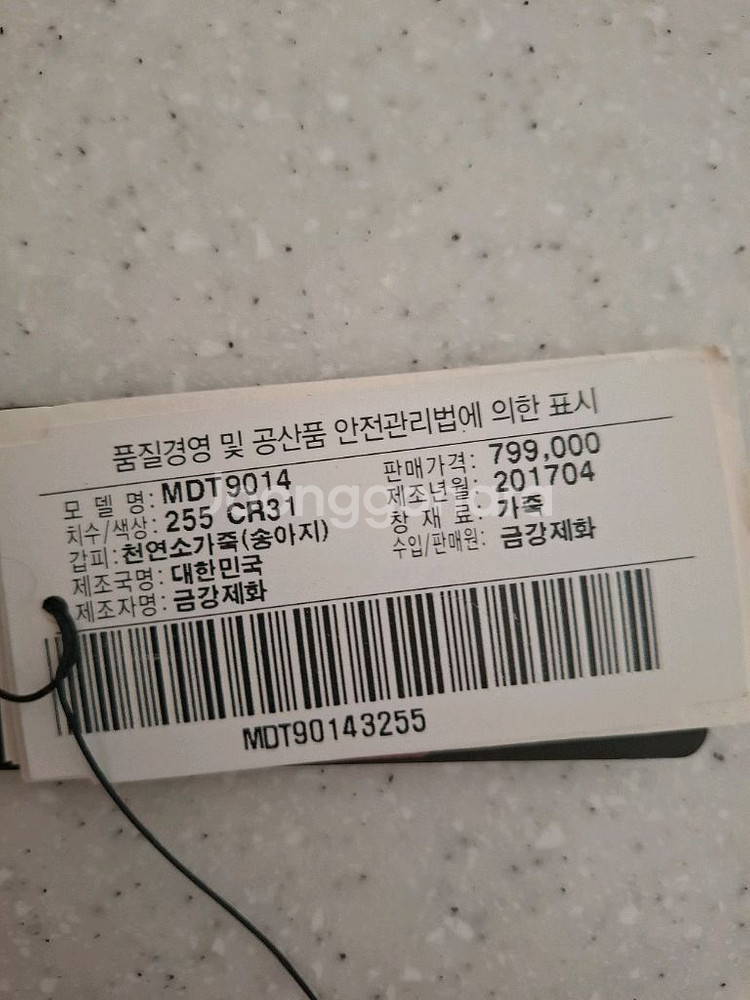 품질경영 및 공산품 안전관리법에 의한 표시
모 델 명: MDT9014 판매가격: 799,000
치수/색상: 255 CR31 제조년월: 201704
갑피: 천연소가죽(송아지) 창 재 료: 가죽
제조국명: 대한민국 수입/판매원: 금강제화
제조자명: 금강제화
MDT90143255